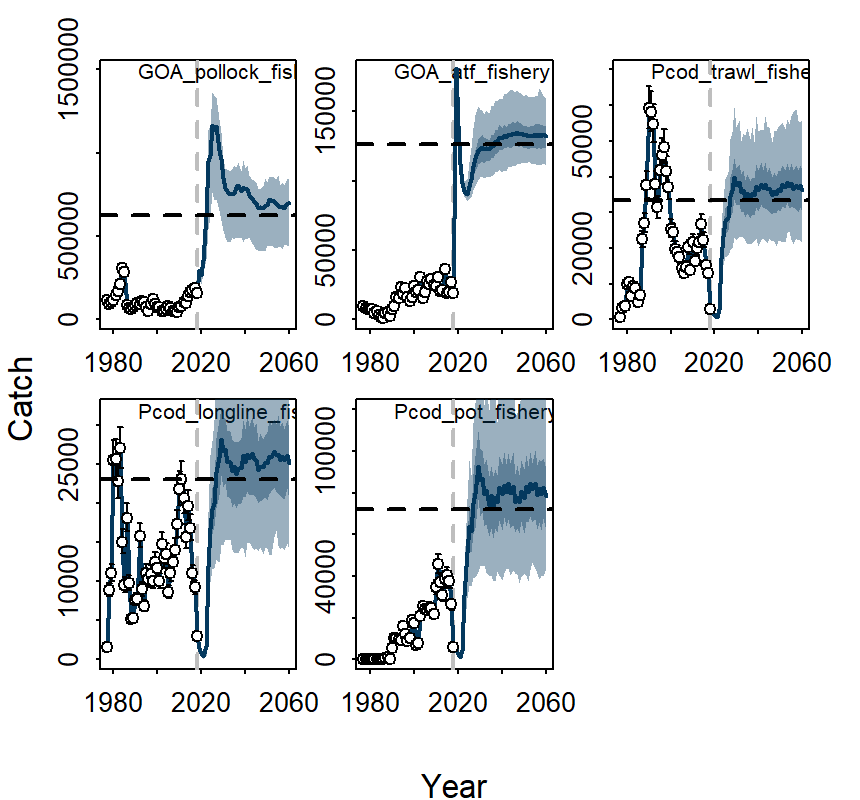 GOA_pollock_fish
0 500000 1500000
1980 2020 2060
GOA_atf_fishery
0 50000 150000
1980 2020 2060
Pcod_trawl_fishe
0 20000 50000
1980 2020 2060
Pcod_longline_fis
0 10000 25000
1980 2020 2060
Pcod_pot_fishery
0 40000 100000
1980 2020 2060
Catch
Year